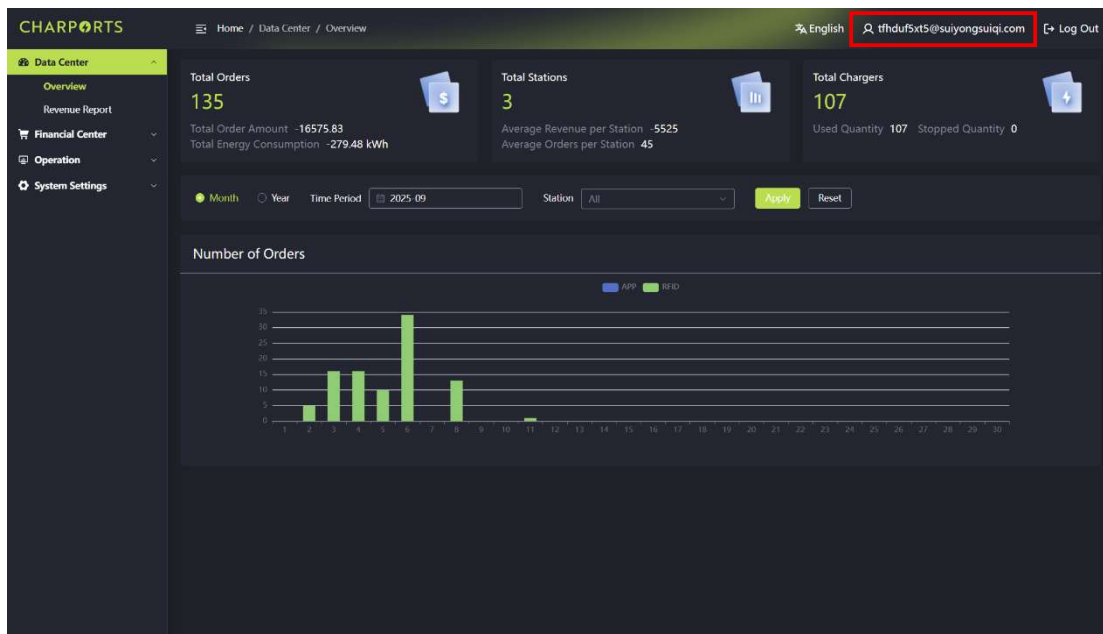 CHARPORTS
Home / Data Center / Overview
English
tfhduf5xt5@suiyongsuiqi.com
Log Out
Data Center
Overview
Revenue Report
Financial Center
Operation
System Settings
Total Orders
135
Total Order Amount -16575.83
Total Energy Consumption -279.48 kWh
Total Stations
3
Average Revenue per Station -5525
Average Orders per Station 45
Total Chargers
107
Used Quantity 107 Stopped Quantity 0
Month Year Time Period 2025-09 Station All Apply Reset
Number of Orders
APP RFID
35
30
25
20
15
10
5
0
1 2 3 4 5 6 7 8 9 10 11 12 13 14 15 16 17 18 19 20 21 22 23 24 25 26 27 28 29 30